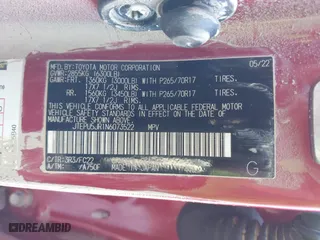 MFD. BY: TOYOTA MOTOR CORPORATION 05/22
GVWR: 2855KG (6300LB)
GAWR: FRT. 1360KG (3000LB) WITH P265/70R17 TIRES,
17X7 1/2J RIMS,
RR. 1560KG (3450LB) WITH P265/70R17 TIRES,
17X7 1/2J RIMS,
THIS VEHICLE CONFORMS TO ALL APPLICABLE
FEDERAL MOTOR VEHICLE SAFETY STANDARDS
IN EFFECT ON THE DATE OF MANUFACTURE
SHOWN ABOVE.
JTEPU5JR1N6073522 MPV
C/TR: 3R3/FC22
A/TM: /A750F MADE IN JAPAN
G